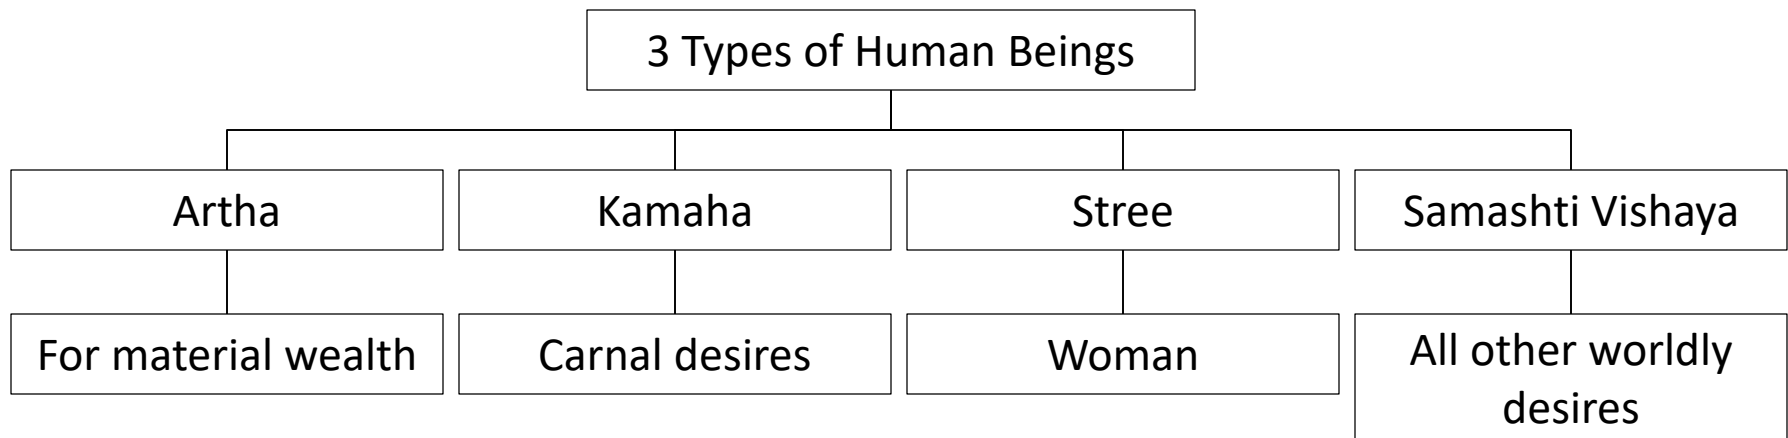 3 Types of Human Beings
Artha
Kamaha
Stree
Samashti Vishaya
For material wealth
Carnal desires
Woman
All other worldly
desires